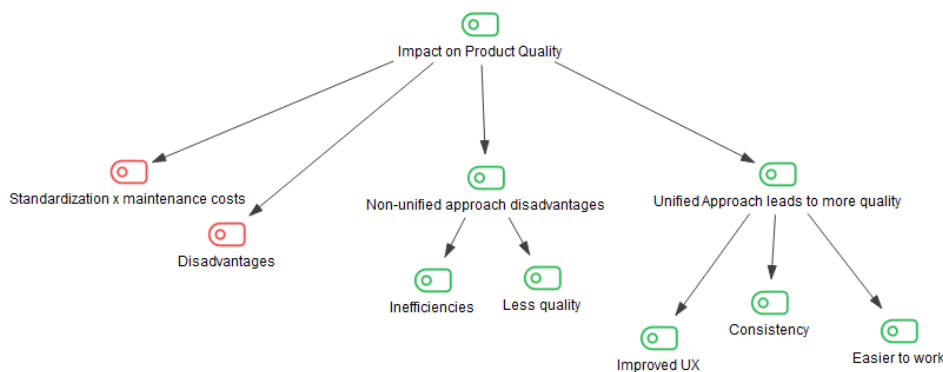 Impact on Product Quality
Standardization x maintenance costs
Disadvantages
Non-unified approach disadvantages
Unified Approach leads to more quality
Inefficiencies
Less quality
Improved UX
Consistency
Easier to work